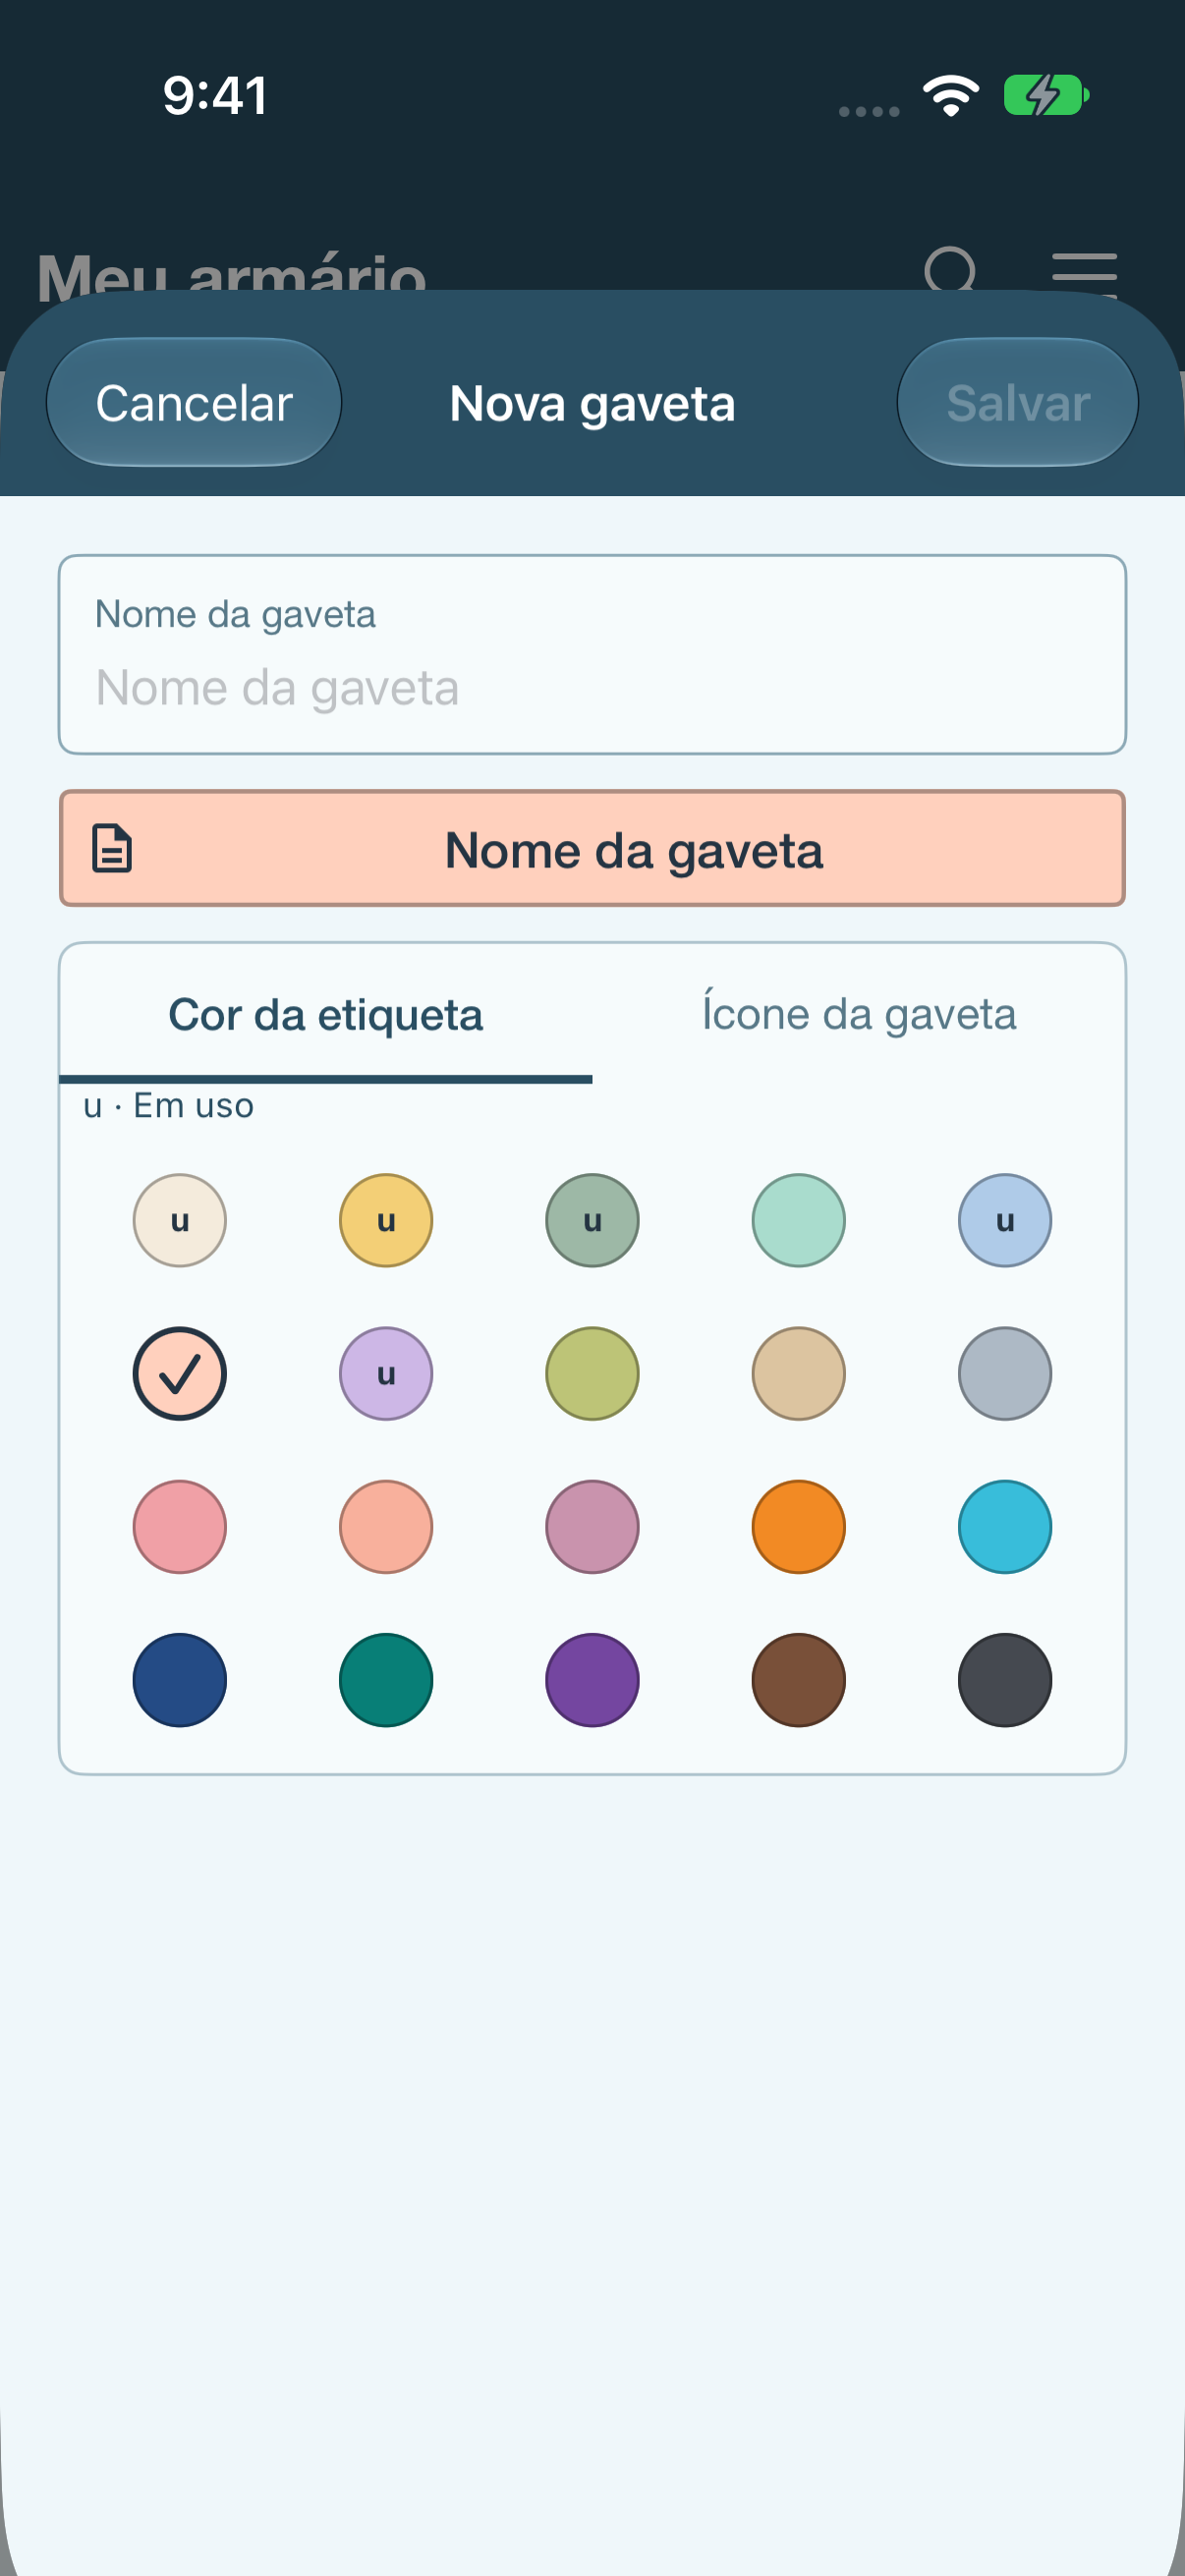 9:41
Meu armário
Cancelar
Nova gaveta
Salvar
Nome da gaveta
Nome da gaveta
Nome da gaveta
Cor da etiqueta
Ícone da gaveta
u · Em uso
u
u
u
u
u